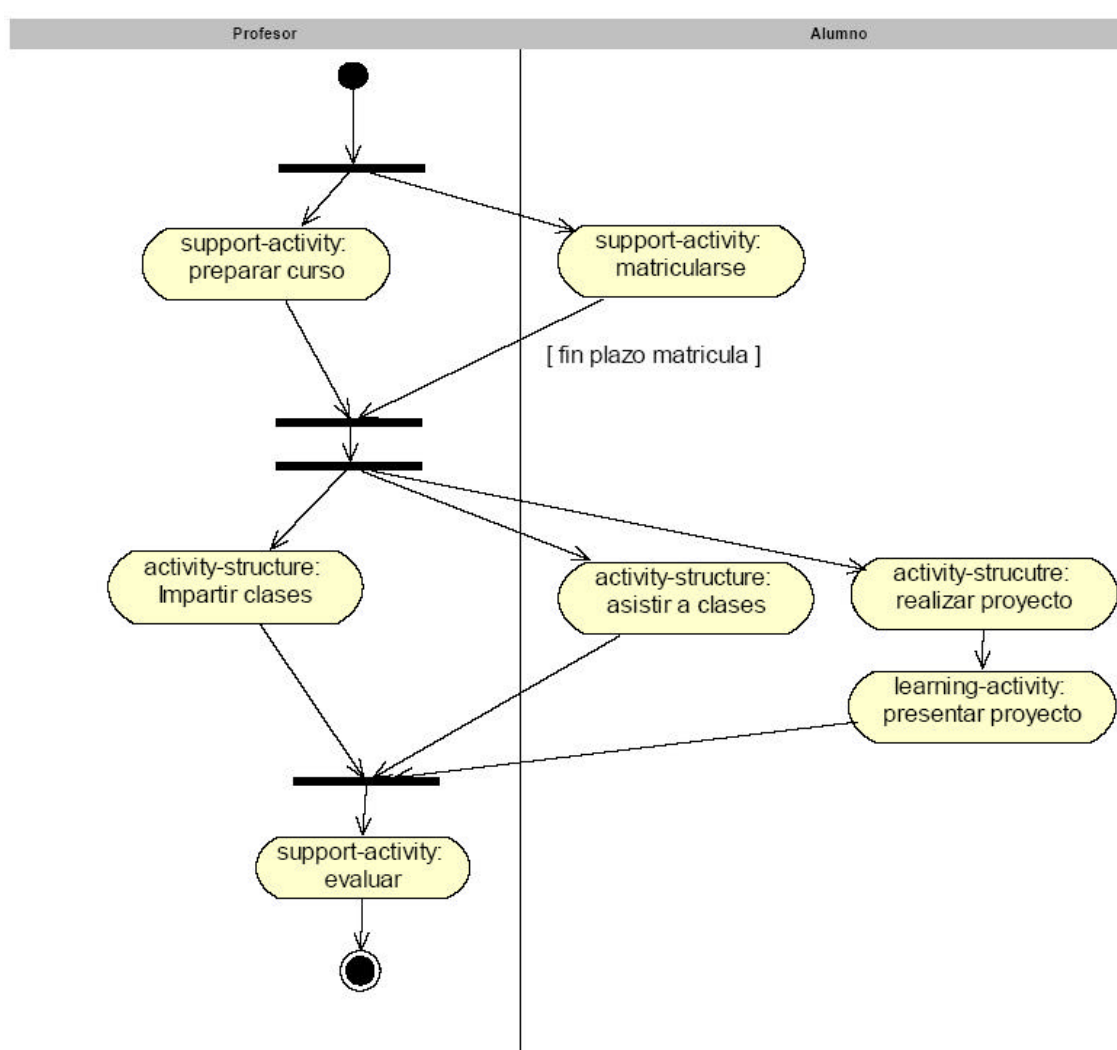 Profesor
Alumno
support-activity:
preparar curso
support-activity:
matricularse
[ fin plazo matricula ]
activity-structure:
Impartir clases
activity-structure:
asistir a clases
activity-strucutre:
realizar proyecto
learning-activity:
presentar proyecto
support-activity:
evaluar